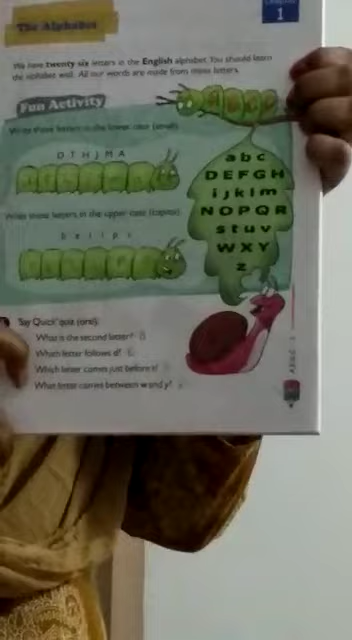 The Alphabet
1
We have twenty six letters in the English alphabet. You should learn
the alphabet well. All our words are made from these letters.
Fun Activity
Write these letters in the lower case (small).
D T H J M A
Write these letters in the upper case (capital).
a b c
D E F G H
i j k l m
N O P Q R
s t u v
W X Y
z
Say Quick' quiz (oral).
What is the second letter?
Which letter follows d?
Which letter comes just before
What letter comes between w and y?